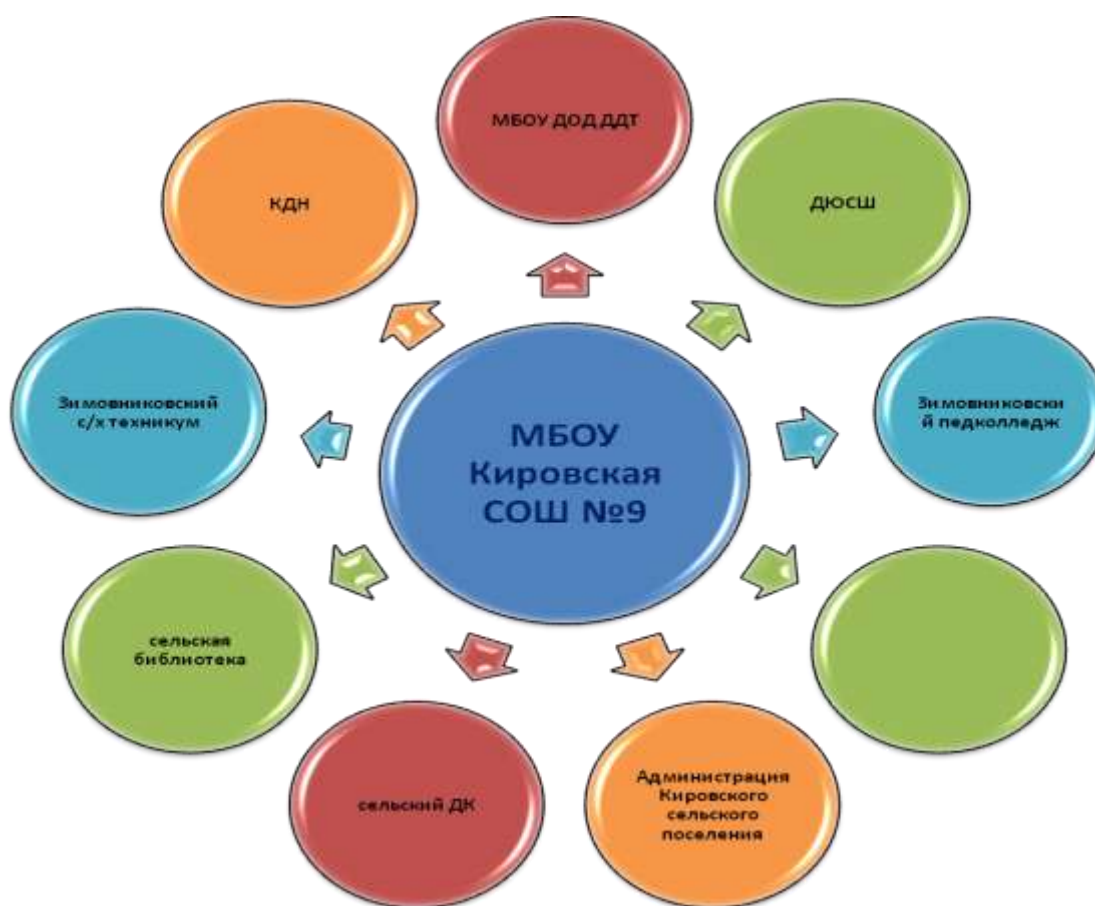 МБОУ ДОД ДДТ
КДН
ДЮСШ
Зимовниковский
с/х техникум
Зимовниковски
й педколледж
МБОУ
Кировская
СОШ №9
сельская
библиотека
сельский ДК
Администрация
Кировского
сельского
поселения